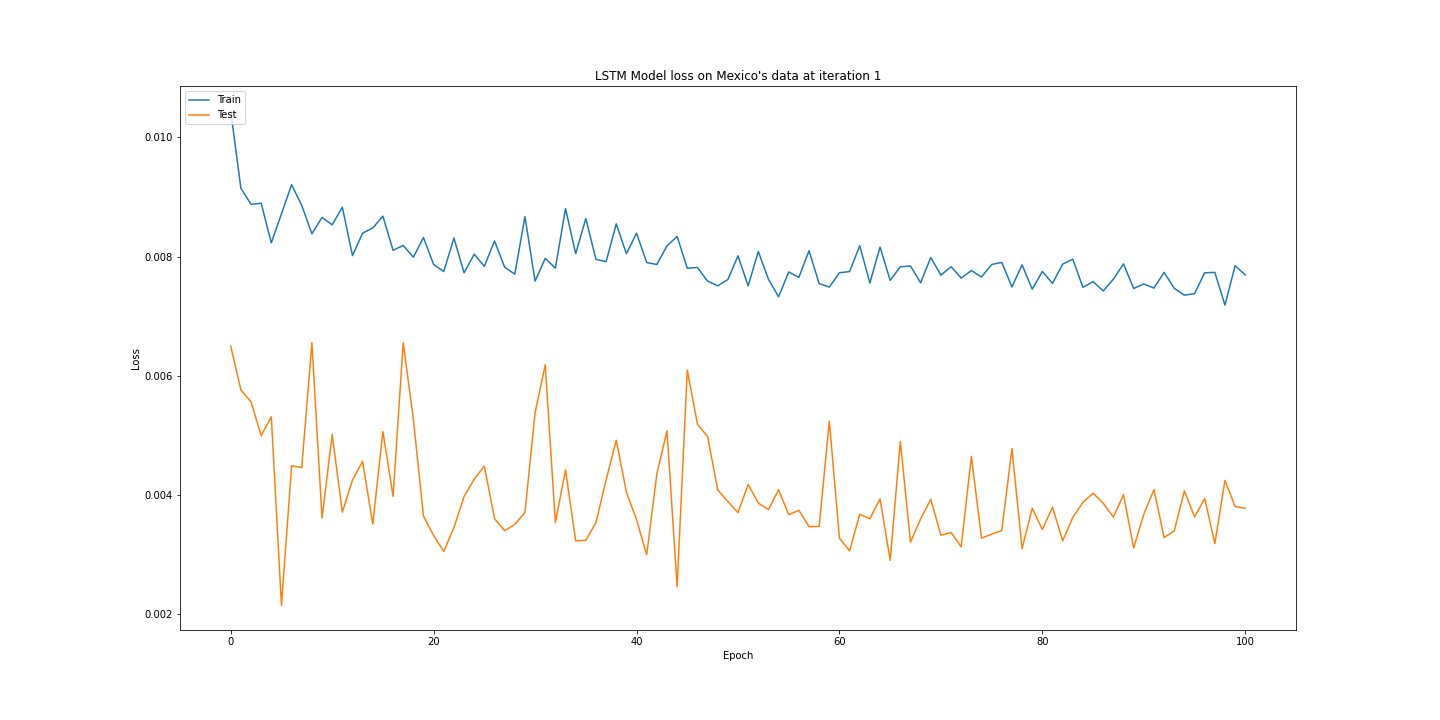 LSTM Model loss on Mexico's data at iteration 1
Train
Test
0.010
0.008
0.006
0.004
0.002
Loss
0 20 40 60 80 100
Epoch